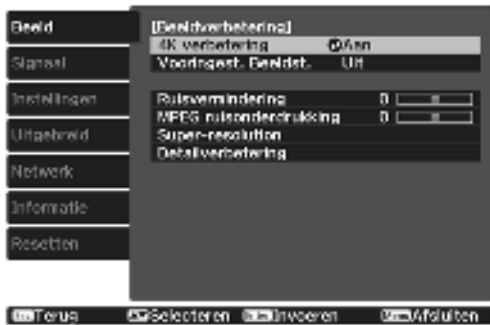 Beeld
Signaal
Instellingen
Uitgebreid
Netwerk
Informatie
Resetten
[Beeldverbetering]
4K verbetering Aan
Vooringest. Beeldst. Uit
Ruisvermindering 0
MPEG ruisonderdrukking 0
Super-resolution
Detailverbetering
Terug Selecteren Invoeren Afsluiten